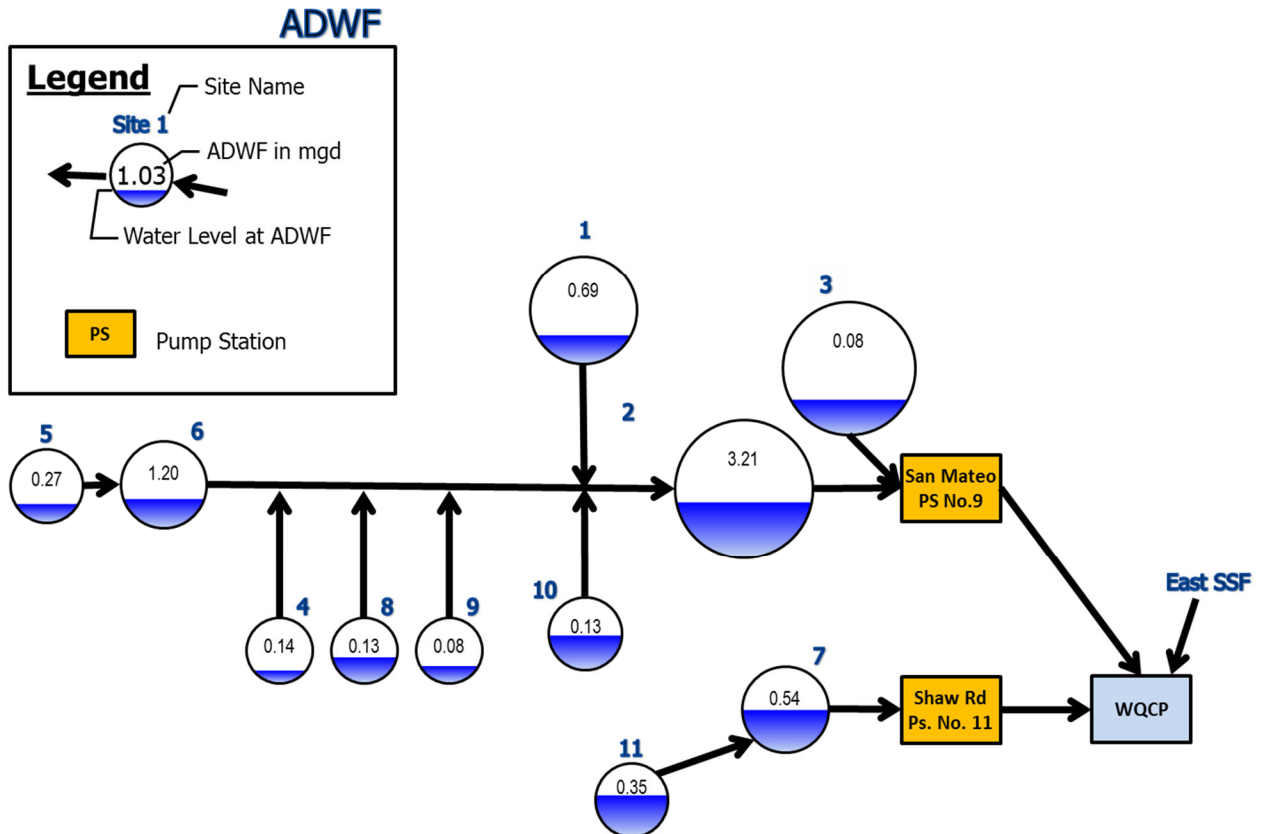 ADWF
Legend
Site Name
Site 1
ADWF in mgd
1.03
Water Level at ADWF
PS
Pump Station
1
0.69
3
0.08
2
3.21
5
0.27
6
1.20
San Mateo
PS No.9
4
0.14
8
0.13
9
0.08
10
0.13
East SSF
7
0.54
Shaw Rd
Ps. No. 11
WQCP
11
0.35